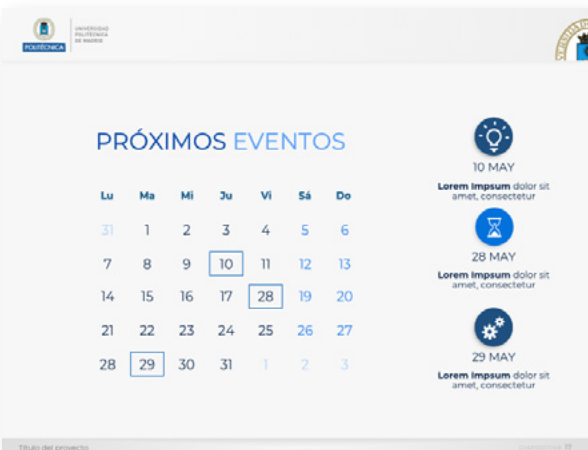 UNIVERSIDAD
POLITÉCNICA
DE MADRID
POLITÉCNICA
PRÓXIMOS EVENTOS
Lu Ma Mi Ju Vi Sá Do
31 1 2 3 4 5 6
7 8 9 10 11 12 13
14 15 16 17 28 19 20
21 22 23 24 25 26 27
28 29 30 31 1 2 3
10 MAY
Lorem Impsum dolor sit
amet, consectetur
28 MAY
Lorem Impsum dolor sit
amet, consectetur
29 MAY
Lorem Impsum dolor sit
amet, consectetur
Título del proyecto